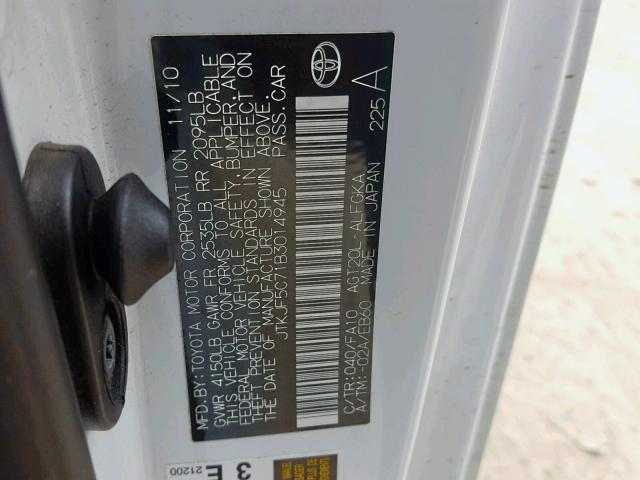 MFD.BY:TOYOTA MOTOR CORPORATION 11/10
GVWR 4150LB GAWR FR 2535LB RR 2095LB
THIS VEHICLE CONFORMS TO ALL APPLICABLE
FEDERAL MOTOR VEHICLE SAFETY, BUMPER,AND
THEFT PREVENTION STANDARDS IN EFFECT ON
THE DATE OF MANUFACTURE SHOWN ABOVE.
JTKJF5C71B3014945 PASS.CAR
C/TR:040/FA10 AGT20L-ALFGKA
A/TM:-02A/EB60 MADE IN JAPAN 225 A
21200
3